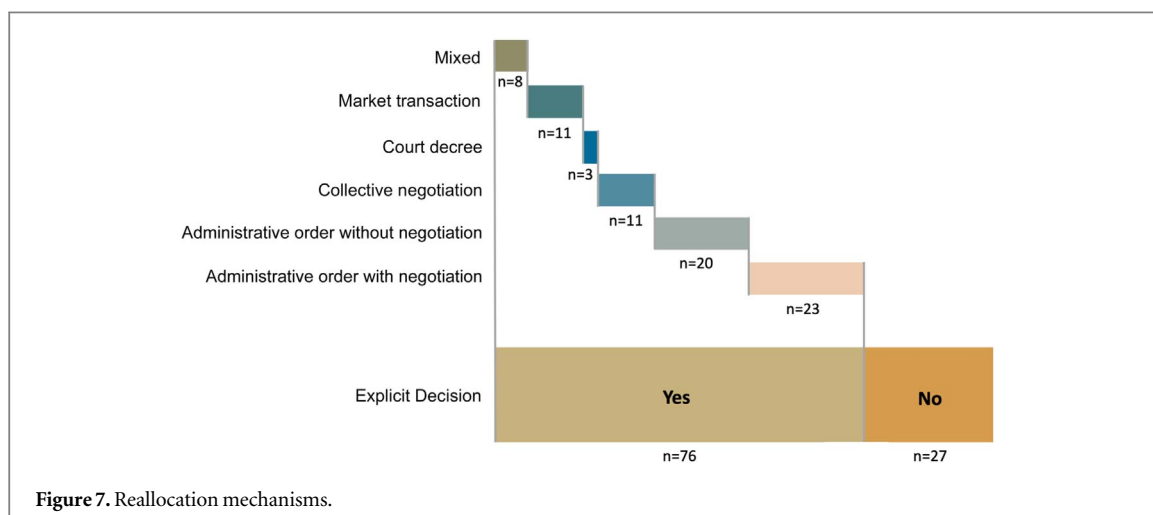 Mixed
n=8
Market transaction
n=11
Court decree
n=3
Collective negotiation
n=11
Administrative order without negotiation
n=20
Administrative order with negotiation
n=23
Explicit Decision
Yes
No
n=76
n=27
Figure 7. Reallocation mechanisms.